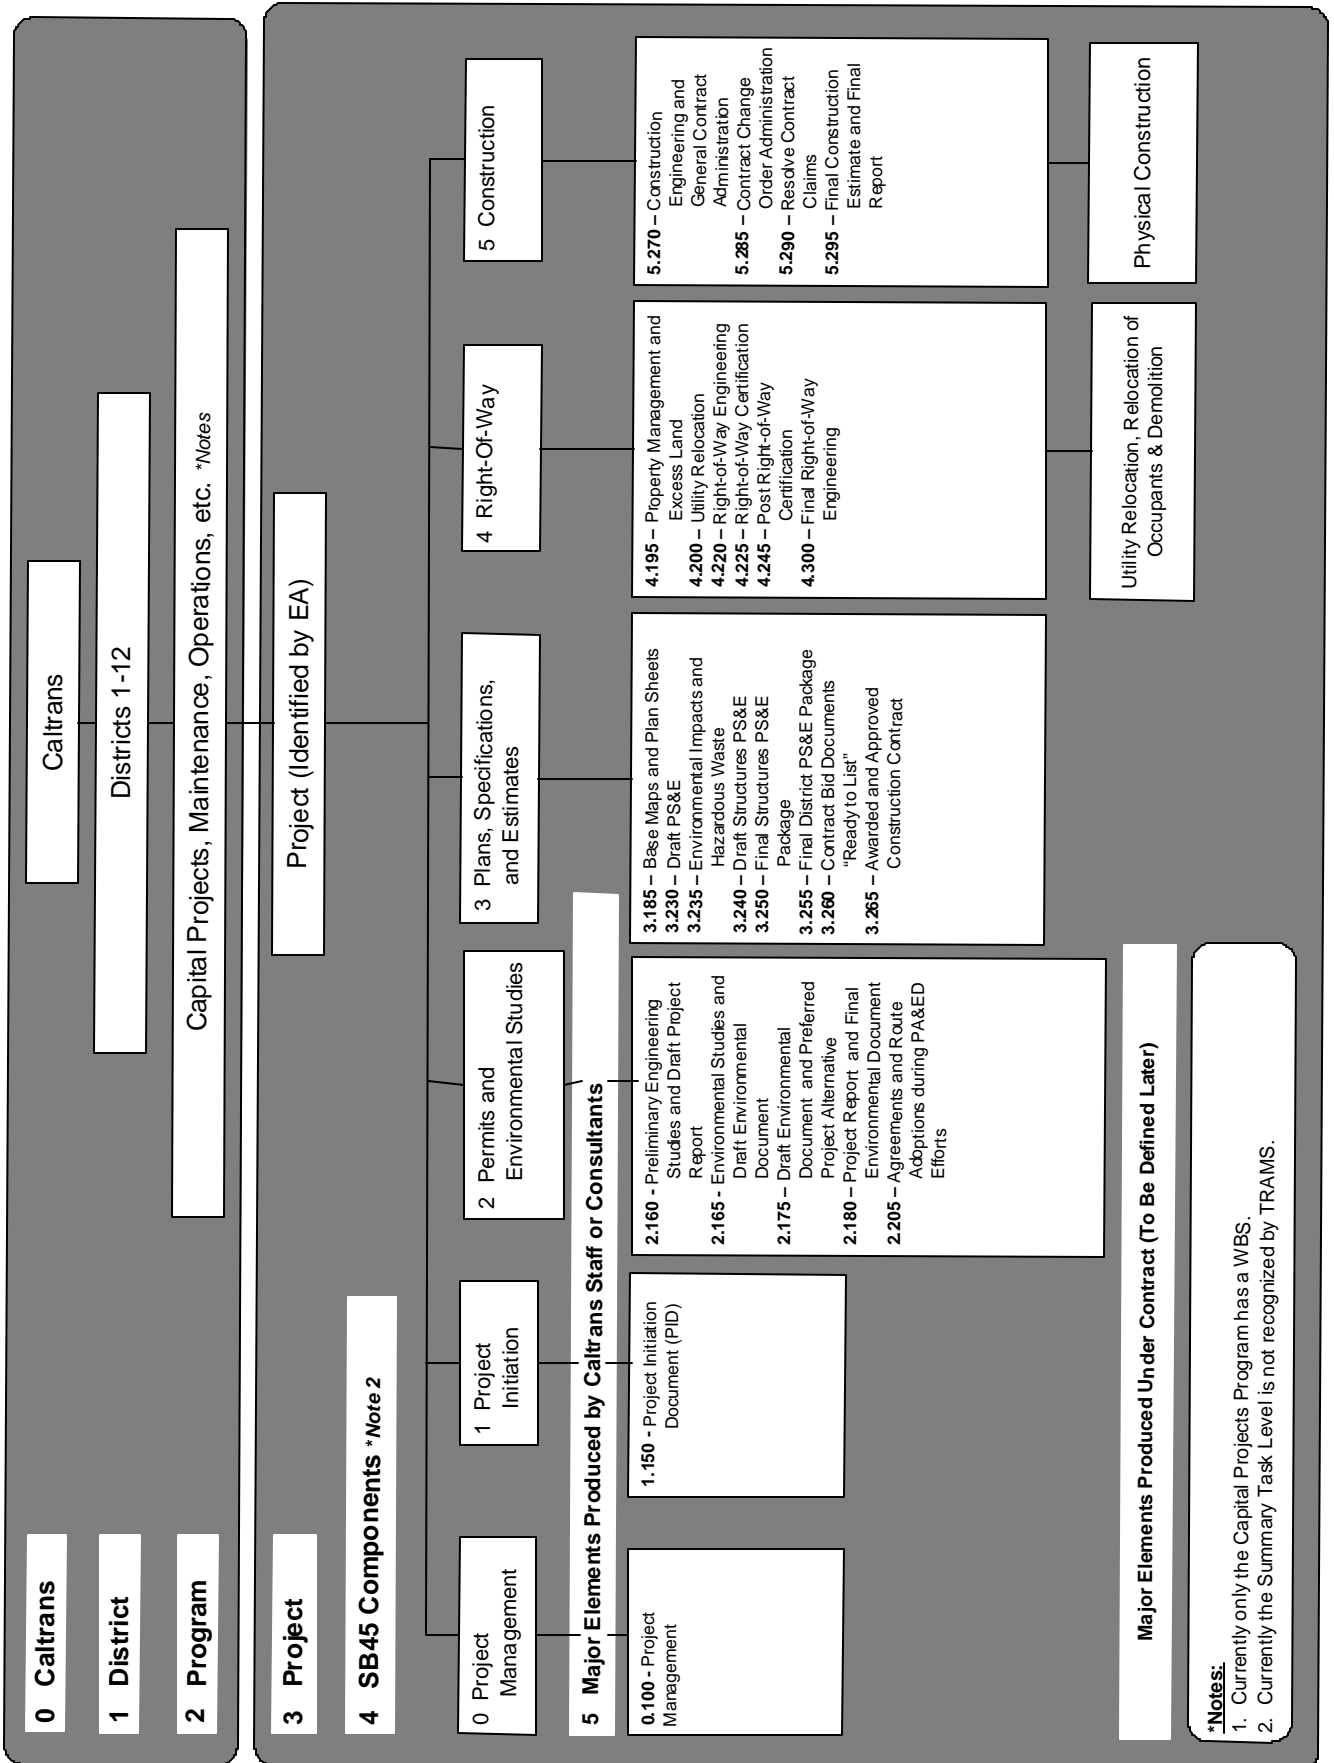 0 Caltrans
Caltrans
1 District
Districts 1-12
2 Program
Capital Projects, Maintenance, Operations, etc. *Notes
3 Project
Project (Identified by EA)
4 SB45 Components *Note 2
0 Project
Management
1 Project
Initiation
2 Permits and
Environmental Studies
3 Plans, Specifications,
and Estimates
4 Right-Of-Way
5 Construction
5 Major Elements Produced by Caltrans Staff or Consultants
0.100 - Project
Management
1.150 - Project Initiation
Document (PID)
2.160 - Preliminary Engineering
Studies and Draft Project
Report
2.165 - Environmental Studies and
Draft Environmental
Document
2.175 – Draft Environmental
Document and Preferred
Project Alternative
2.180 – Project Report and Final
Environmental Document
2.205 – Agreements and Route
Adoptions during PA&ED
Efforts
3.185 – Base Maps and Plan Sheets
3.230 – Draft PS&E
3.235 – Environmental Impacts and
Hazardous Waste
3.240 – Draft Structures PS&E
3.250 – Final Structures PS&E
Package
3.255 – Final District PS&E Package
3.260 – Contract Bid Documents
“Ready to List”
3.265 – Awarded and Approved
Construction Contract
4.195 – Property Management and
Excess Land
4.200 – Utility Relocation
4.220 – Right-of-Way Engineering
4.225 – Right-of-Way Certification
4.245 – Post Right-of-Way
Certification
4.300 – Final Right-of-Way
Engineering
5.270 – Construction
Engineering and
General Contract
Administration
5.285 – Contract Change
Order Administration
5.290 – Resolve Contract
Claims
5.295 – Final Construction
Estimate and Final
Report
Major Elements Produced Under Contract (To Be Defined Later)
Utility Relocation, Relocation of
Occupants & Demolition
Physical Construction
*Notes:
1. Currently only the Capital Projects Program has a WBS.
2. Currently the Summary Task Level is not recognized by TRAMS.